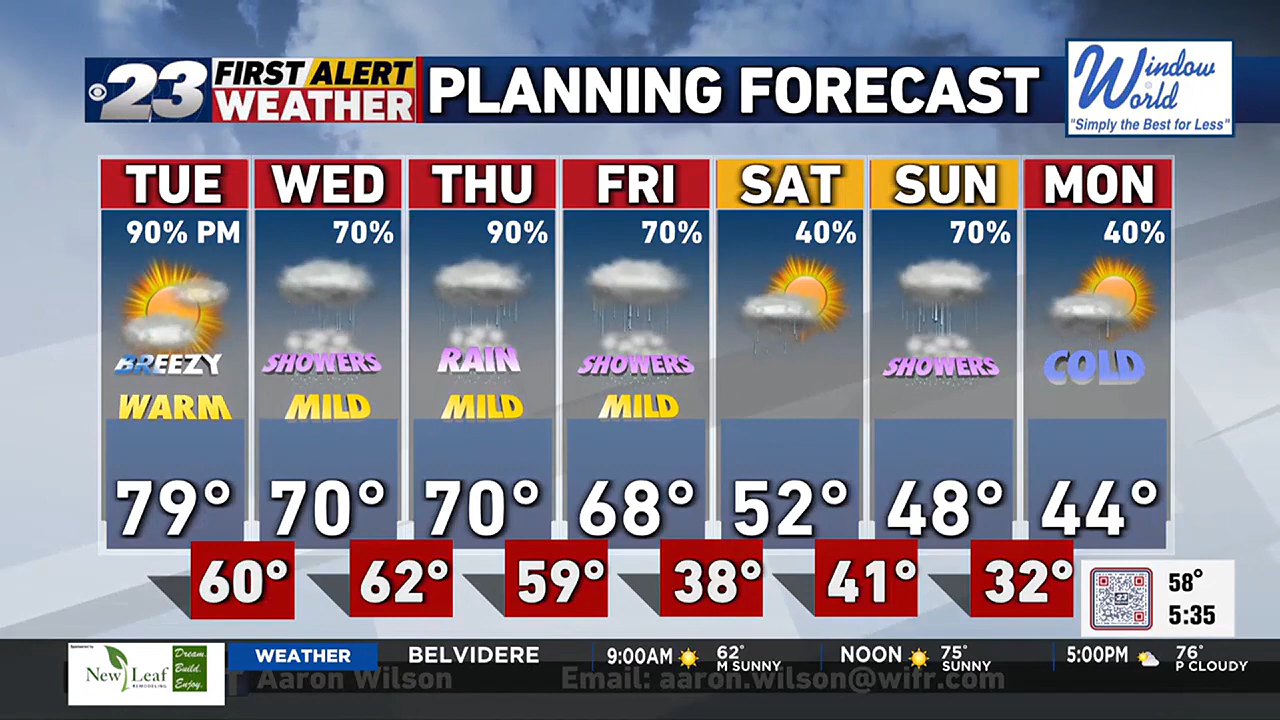 23 FIRST ALERT WEATHER
PLANNING FORECAST
Window World
"Simply the Best for Less"
TUE WED THU FRI SAT SUN MON
90% PM 70% 90% 70% 40% 70% 40%
BREEZY SHOWERS RAIN SHOWERS SHOWERS COLD
WARM MILD MILD MILD
79° 70° 70° 68° 52° 48° 44°
60° 62° 59° 38° 41° 32°
58°
5:35
New Leaf
REMODELING
Dream.
Build.
Enjoy.
WEATHER BELVIDERE 9:00AM 62° M SUNNY NOON 75° SUNNY 5:00PM 76° P CLOUDY
Aaron Wilson Email: aaron.wilson@wifr.com